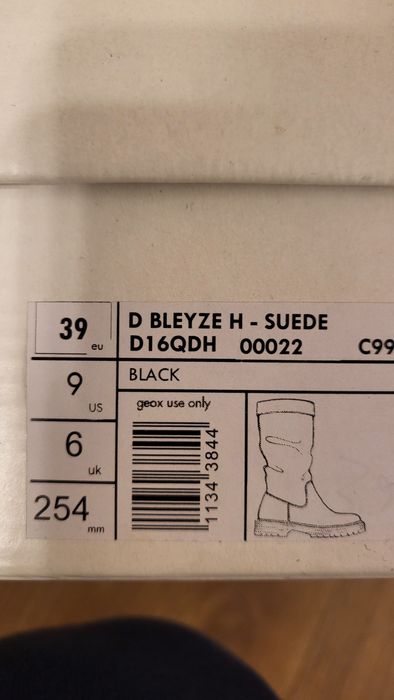 39 eu
D BLEYZE H - SUEDE
D16QDH 00022 C99
9 US
BLACK
6 uk
geox use only
254 mm
1134 3844